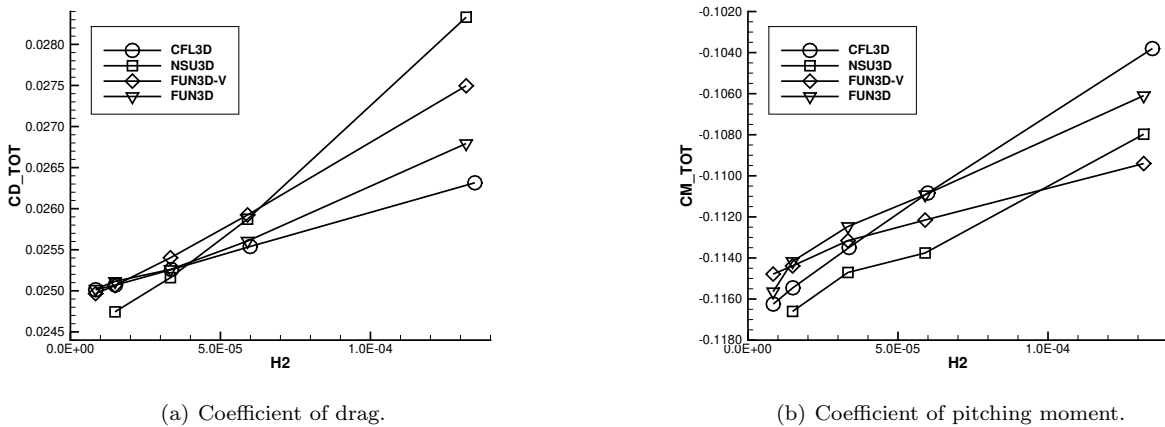 CD_TOT
0.0280
0.0275
0.0270
0.0265
0.0260
0.0255
0.0250
0.0245
CFL3D
NSU3D
FUN3D-V
FUN3D
0.0E+00
5.0E-05
1.0E-04
H2
(a) Coefficient of drag.
CM_TOT
-0.1020
-0.1040
-0.1060
-0.1080
-0.1100
-0.1120
-0.1140
-0.1160
-0.1180
CFL3D
NSU3D
FUN3D-V
FUN3D
0.0E+00
5.0E-05
1.0E-04
H2
(b) Coefficient of pitching moment.